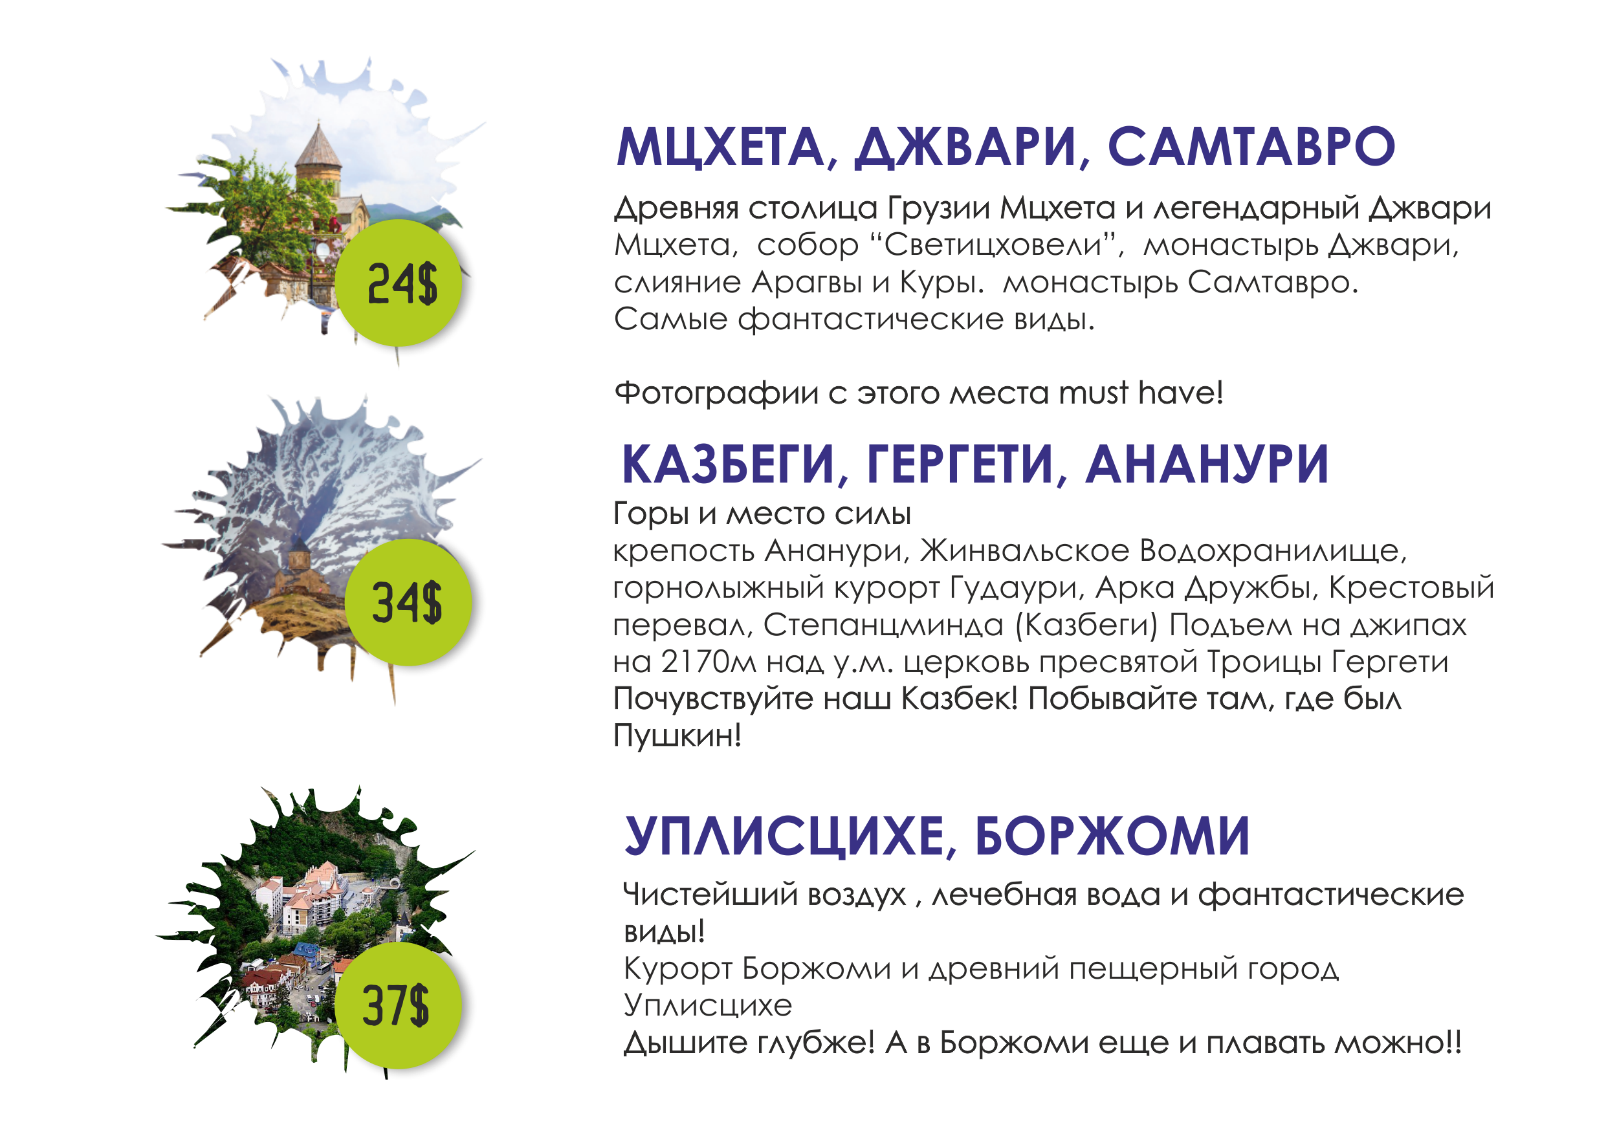 МЦХЕТА, ДЖВАРИ, САМТАВРО
Древняя столица Грузии Мцхета и легендарный Джвари
Мцхета, собор “Светицховели”, монастырь Джвари,
слияние Арагвы и Куры. монастырь Самтавро.
Самые фантастические виды.
Фотографии с этого места must have!
24$
КАЗБЕГИ, ГЕРГЕТИ, АНАНУРИ
Горы и место силы
крепость Ананури, Жинвальское Водохранилище,
горнолыжный курорт Гудаури, Арка Дружбы, Крестовый
перевал, Степанцминда (Казбеги) Подъем на джипах
на 2170м над у.м. церковь пресвятой Троицы Гергети
Почувствуйте наш Казбек! Побывайте там, где был
Пушкин!
34$
УПЛИСЦИХЕ, БОРЖОМИ
Чистейший воздух , лечебная вода и фантастические
виды!
Курорт Боржоми и древний пещерный город
Уплисцихе
Дышите глубже! А в Боржоми еще и плавать можно!!
37$